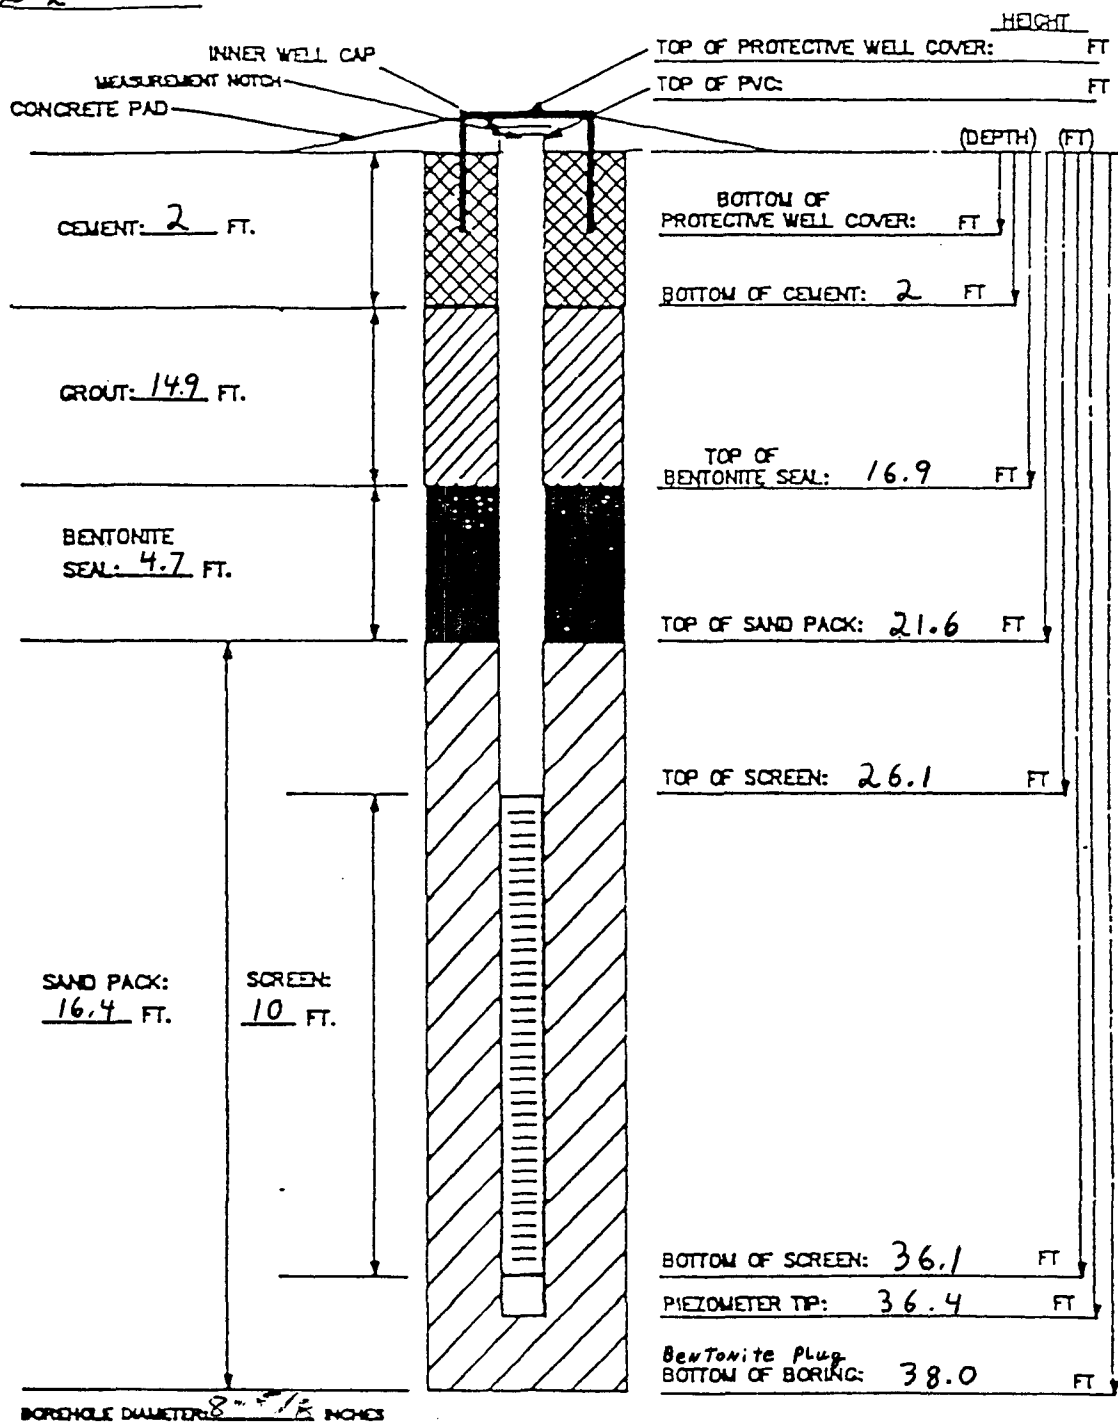 2
HEIGHT
INNER WELL CAP
TOP OF PROTECTIVE WELL COVER: FT
MEASUREMENT NOTCH
TOP OF PVC: FT
CONCRETE PAD
(DEPTH) (FT)
CEMENT: 2 FT.
BOTTOM OF
PROTECTIVE WELL COVER: FT
BOTTOM OF CEMENT: 2 FT
GROUT: 14.9 FT.
TOP OF
BENTONITE SEAL: 16.9 FT
BENTONITE
SEAL: 4.7 FT.
TOP OF SAND PACK: 21.6 FT
TOP OF SCREEN: 26.1 FT
SAND PACK:
16.4 FT.
SCREEN:
10 FT.
BOTTOM OF SCREEN: 36.1 FT
PIEZOMETER TIP: 36.4 FT
Bentonite Plug
BOTTOM OF BORING: 38.0 FT
BOREHOLE DIAMETER: INCHES